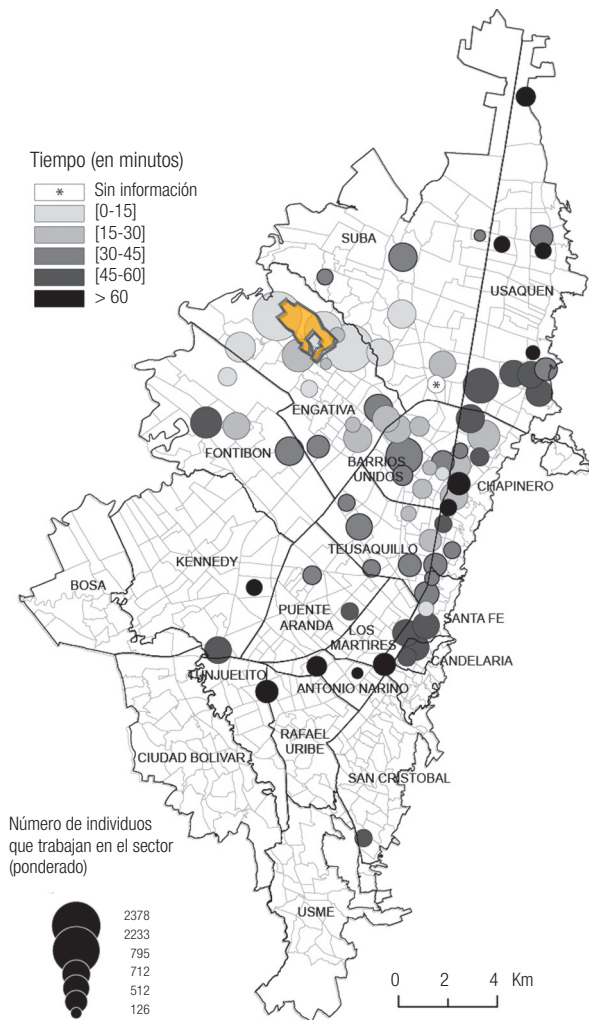 Tiempo (en minutos)
* Sin información
[0-15]
[15-30]
[30-45]
[45-60]
> 60
SUBA
USAQUEN
*
ENGATIVA
FONTIBON
BARRIOS
UNIDOS
CHAPINERO
TEUSAQUILLO
KENNEDY
BOSA
PUENTE
ARANDA
LOS
MARTIRES
SANTA FE
CANDELARIA
TUNJUELITO
ANTONIO NARINO
RAFAEL
URIBE
CIUDAD BOLIVAR
SAN CRISTOBAL
USME
Número de individuos
que trabajan en el sector
(ponderado)
2378
2233
795
712
512
126
0 2 4 Km